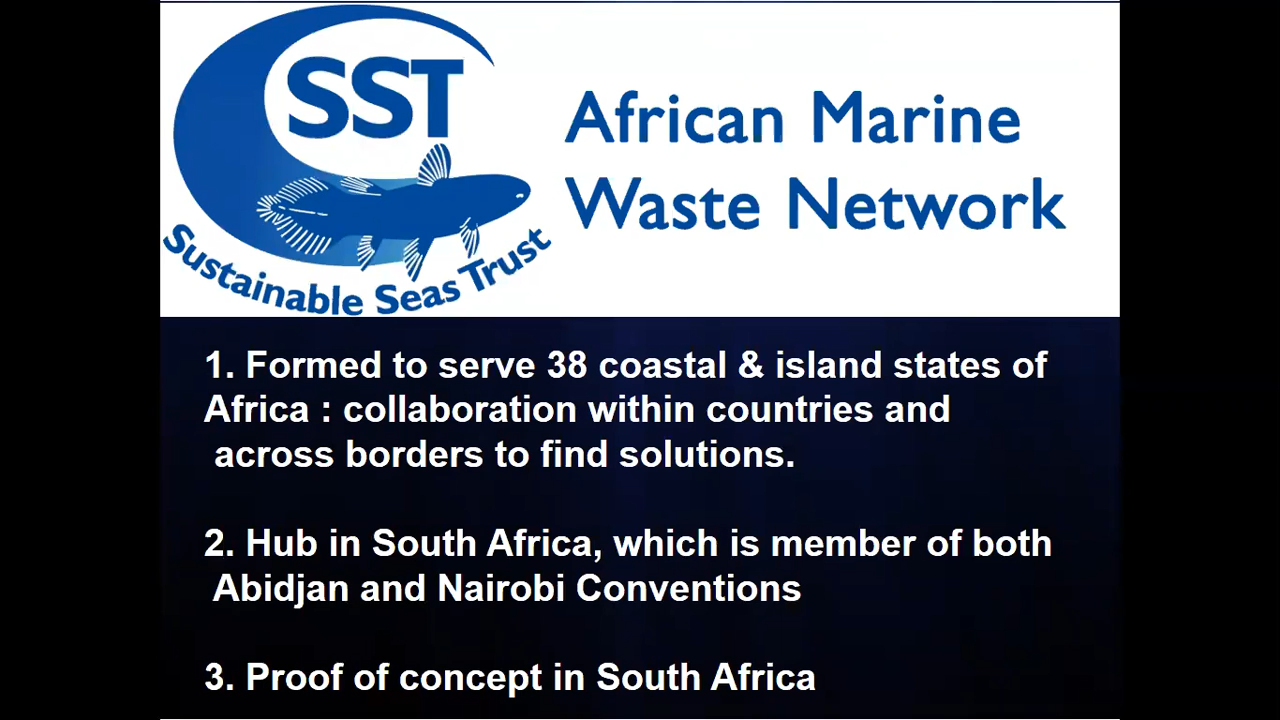 SST
Sustainable Seas Trust
African Marine
Waste Network
1. Formed to serve 38 coastal & island states of
Africa : collaboration within countries and
across borders to find solutions.
2. Hub in South Africa, which is member of both
Abidjan and Nairobi Conventions
3. Proof of concept in South Africa